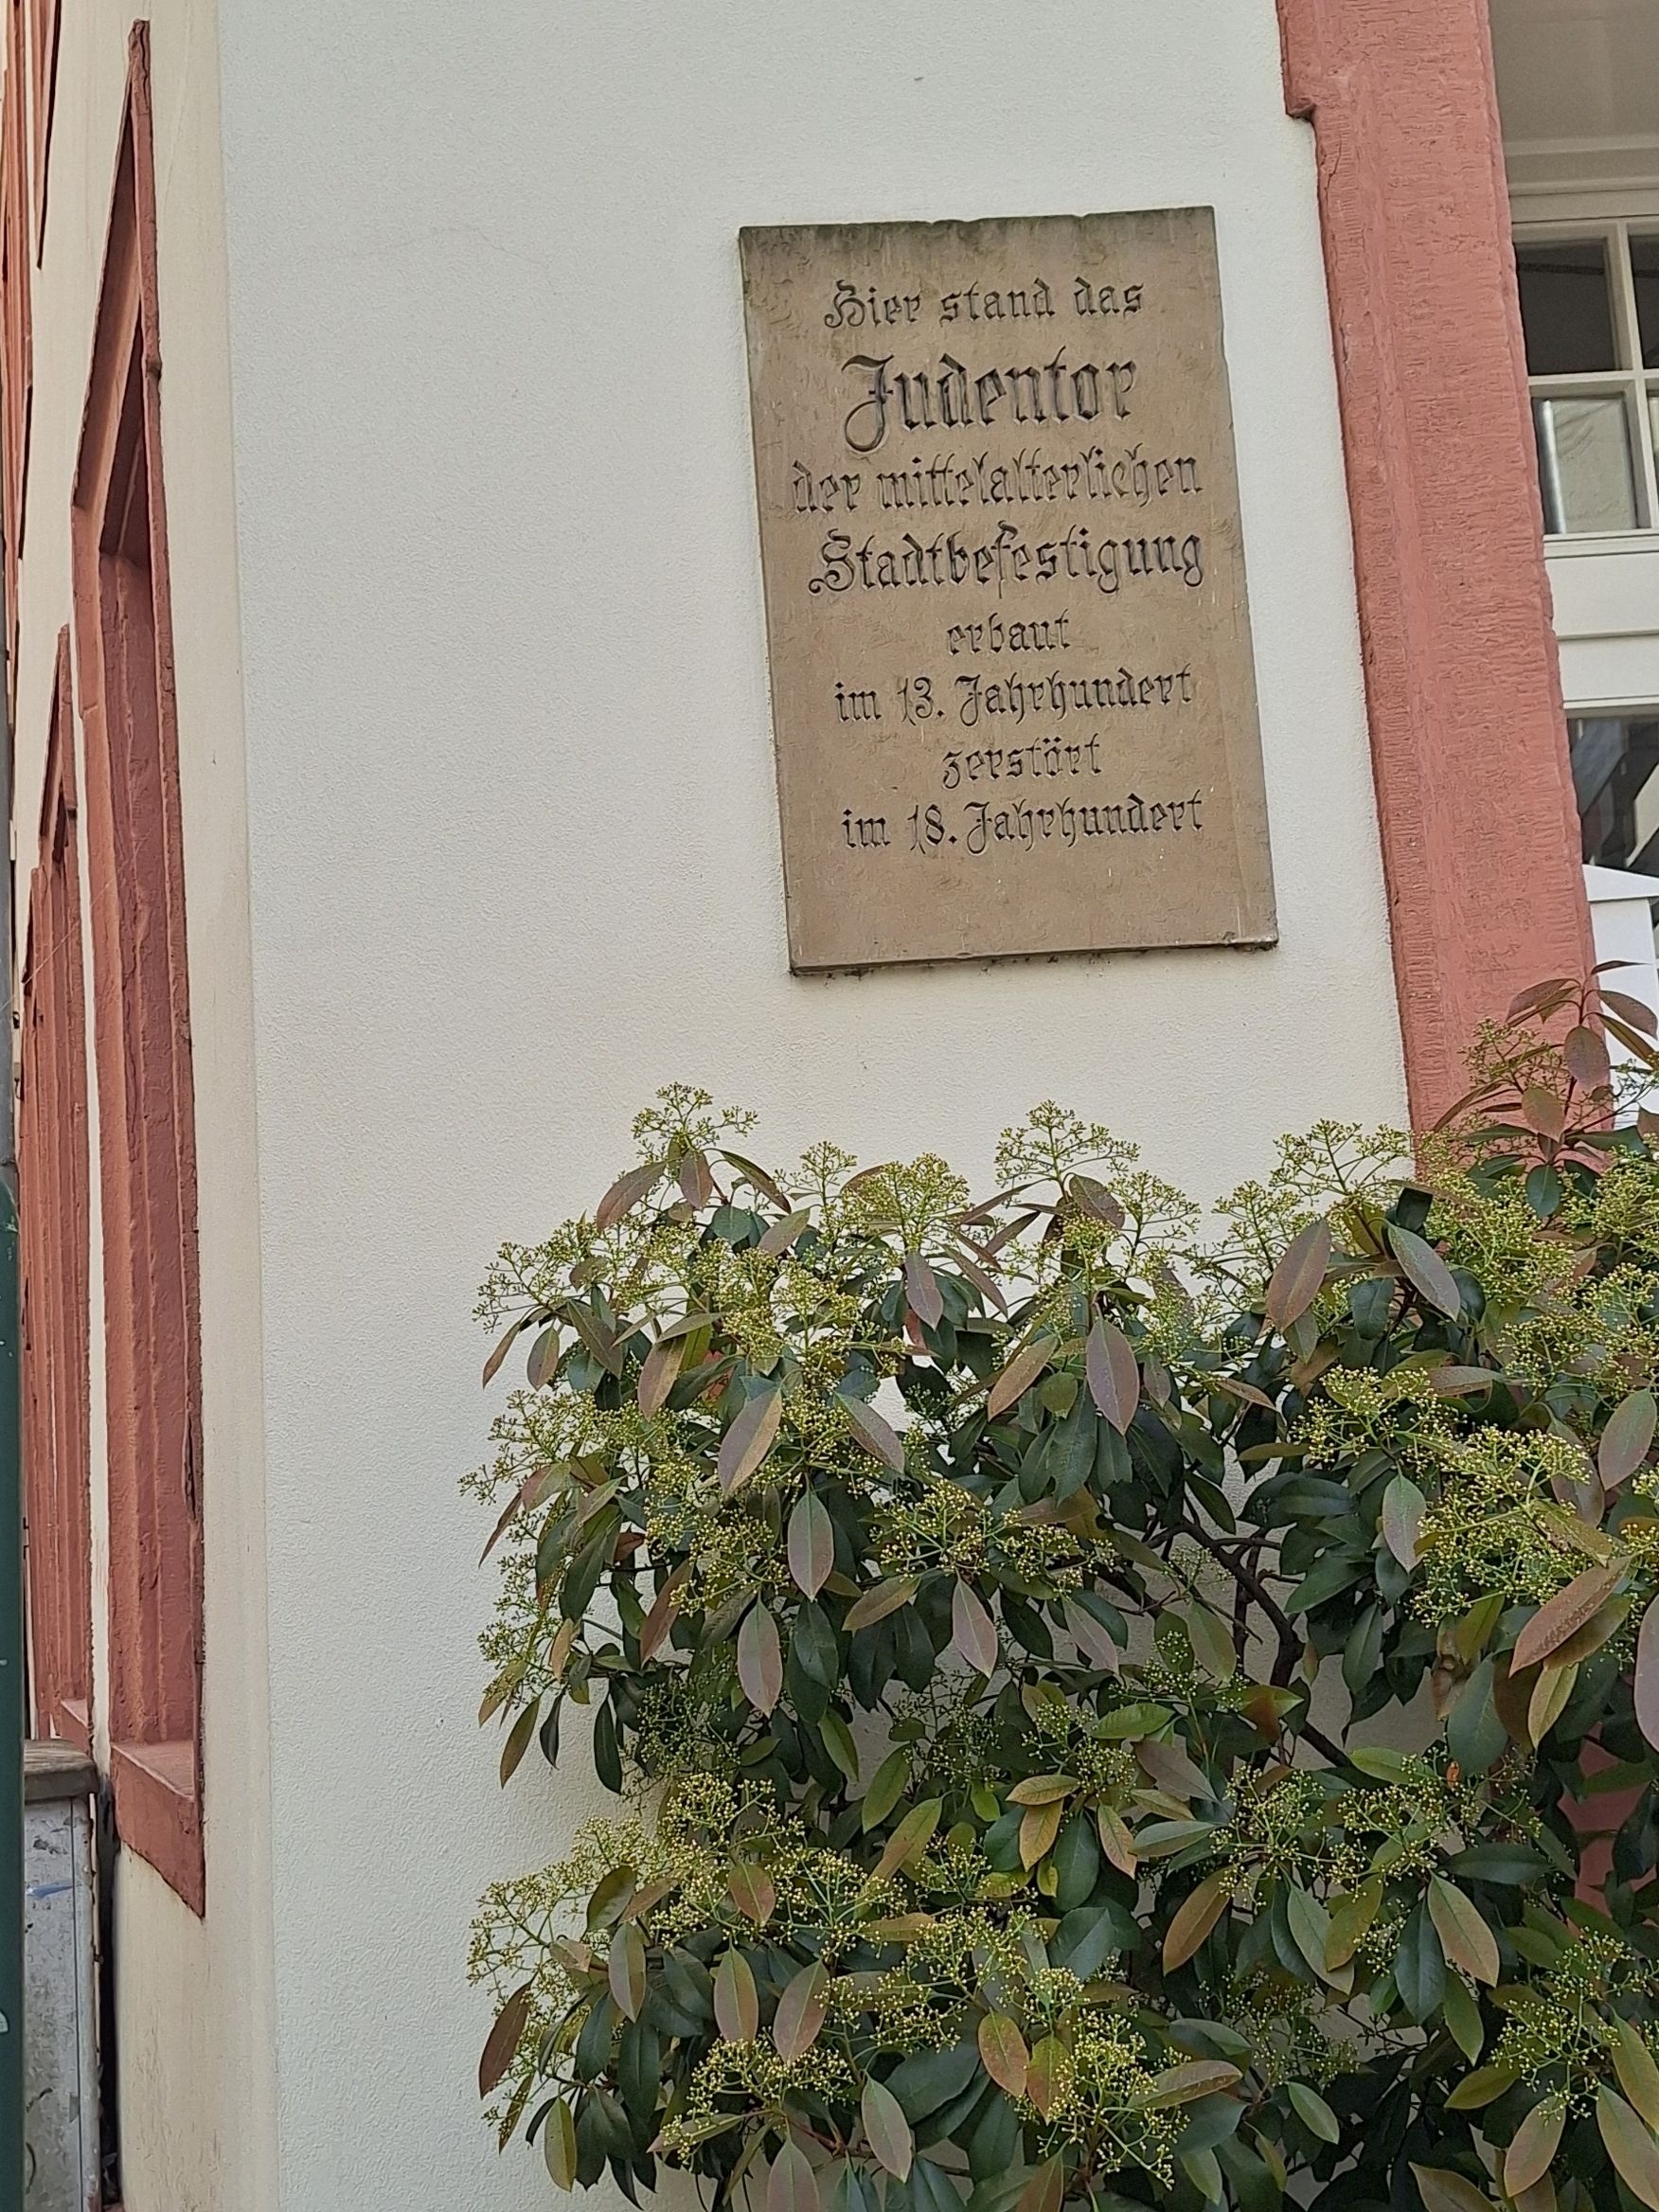 Hier stand das
Judentor
der mittelalterlichen
Stadtbefestigung
erbaut
im 13. Jahrhundert
zerstört
im 18. Jahrhundert